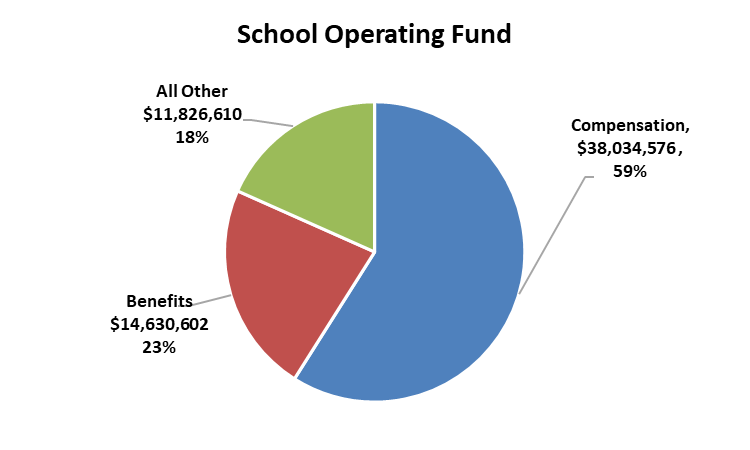 School Operating Fund
All Other
$11,826,610
18%
Compensation,
$38,034,576 ,
59%
Benefits
$14,630,602
23%